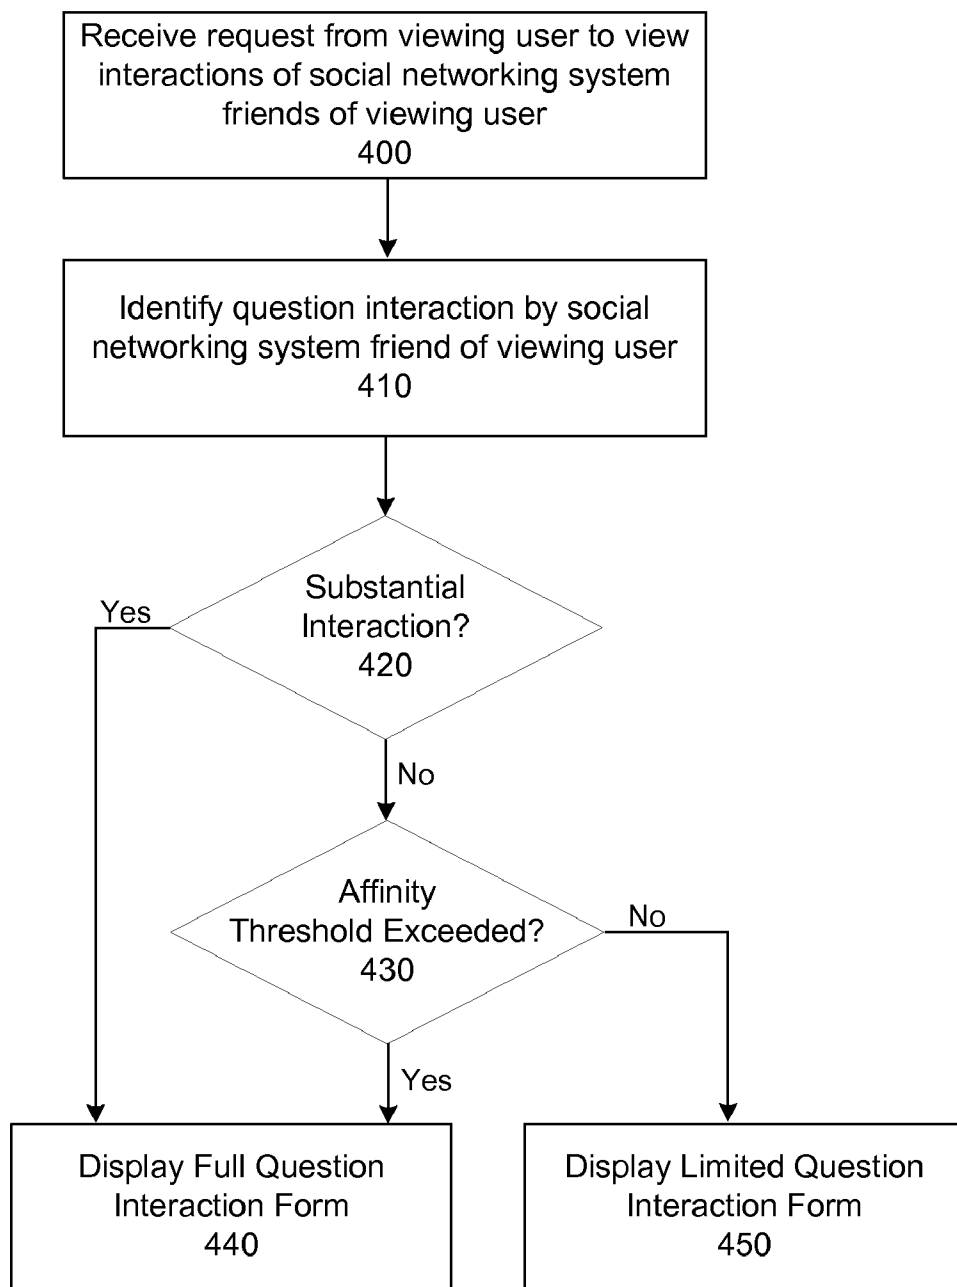 Receive request from viewing user to view
interactions of social networking system
friends of viewing user
400
Identify question interaction by social
networking system friend of viewing user
410
Substantial
Interaction?
420
Yes
No
Affinity
Threshold Exceeded?
430
No
Yes
Display Full Question
Interaction Form
440
Display Limited Question
Interaction Form
450